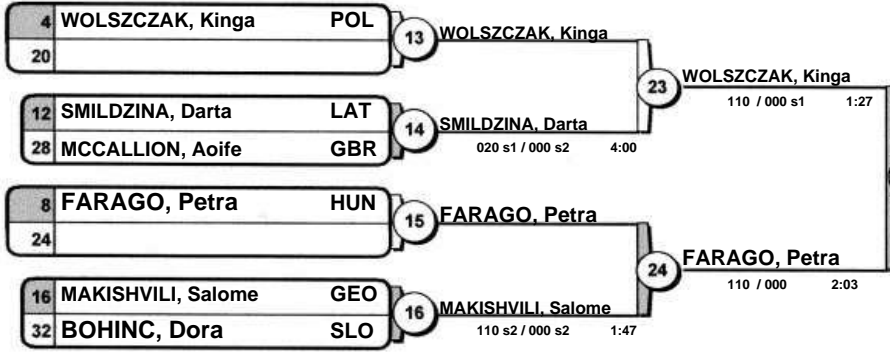 4 WOLSZCZAK, Kinga POL
20
13 WOLSZCZAK, Kinga
12 SMILDZINA, Darta LAT
28 MCCALLION, Aoife GBR
14 SMILDZINA, Darta
020 s1 / 000 s2 4:00
23 WOLSZCZAK, Kinga
110 / 000 s1 1:27
8 FARAGO, Petra HUN
24
15 FARAGO, Petra
16 MAKISHVILI, Salome GEO
32 BOHINC, Dora SLO
16 MAKISHVILI, Salome
110 s2 / 000 s2 1:47
24 FARAGO, Petra
110 / 000 2:03